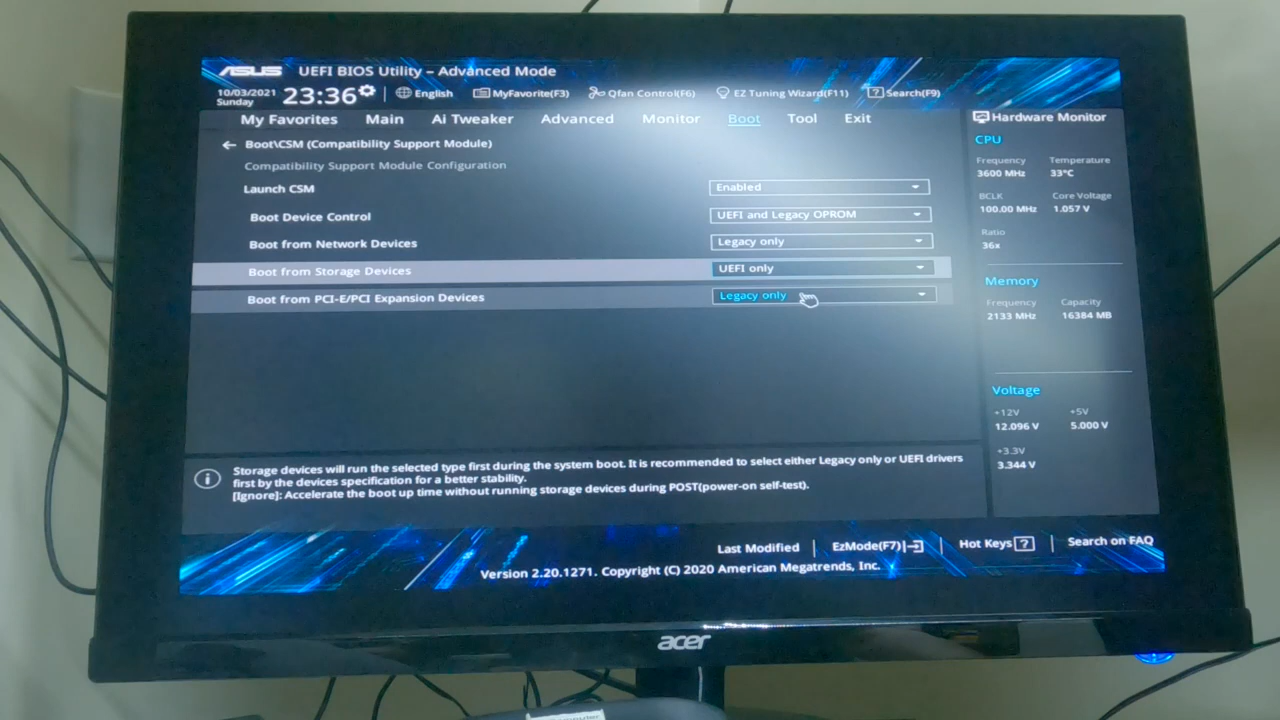 ASUS UEFI BIOS Utility – Advanced Mode
10/03/2021
Sunday
23:36
English MyFavorite(F3) Qfan Control(F6) EZ Tuning Wizard(F11) ? Search(F9)
My Favorites Main Ai Tweaker Advanced Monitor Boot Tool Exit
Boot\CSM (Compatibility Support Module)
Compatibility Support Module Configuration
Launch CSM Enabled
Boot Device Control UEFI and Legacy OPROM
Boot from Network Devices Legacy only
Boot from Storage Devices UEFI only
Boot from PCI-E/PCI Expansion Devices Legacy only
Storage devices will run the selected type first during the system boot. It is recommended to select either Legacy only or UEFI drivers
first by the devices specification for a better stability.
[Ignore]: Accelerate the boot up time without running storage devices during POST(power-on self-test).
Hardware Monitor
CPU
Frequency Temperature
3600 MHz 33°C
BCLK Core Voltage
100.00 MHz 1.057 V
Ratio
36x
Memory
Frequency Capacity
2133 MHz 16384 MB
Voltage
+12V +5V
12.096 V 5.000 V
+3.3V
3.344 V
Last Modified EzMode(F7) Hot Keys ? Search on FAQ
Version 2.20.1271. Copyright (C) 2020 American Megatrends, Inc.
acer